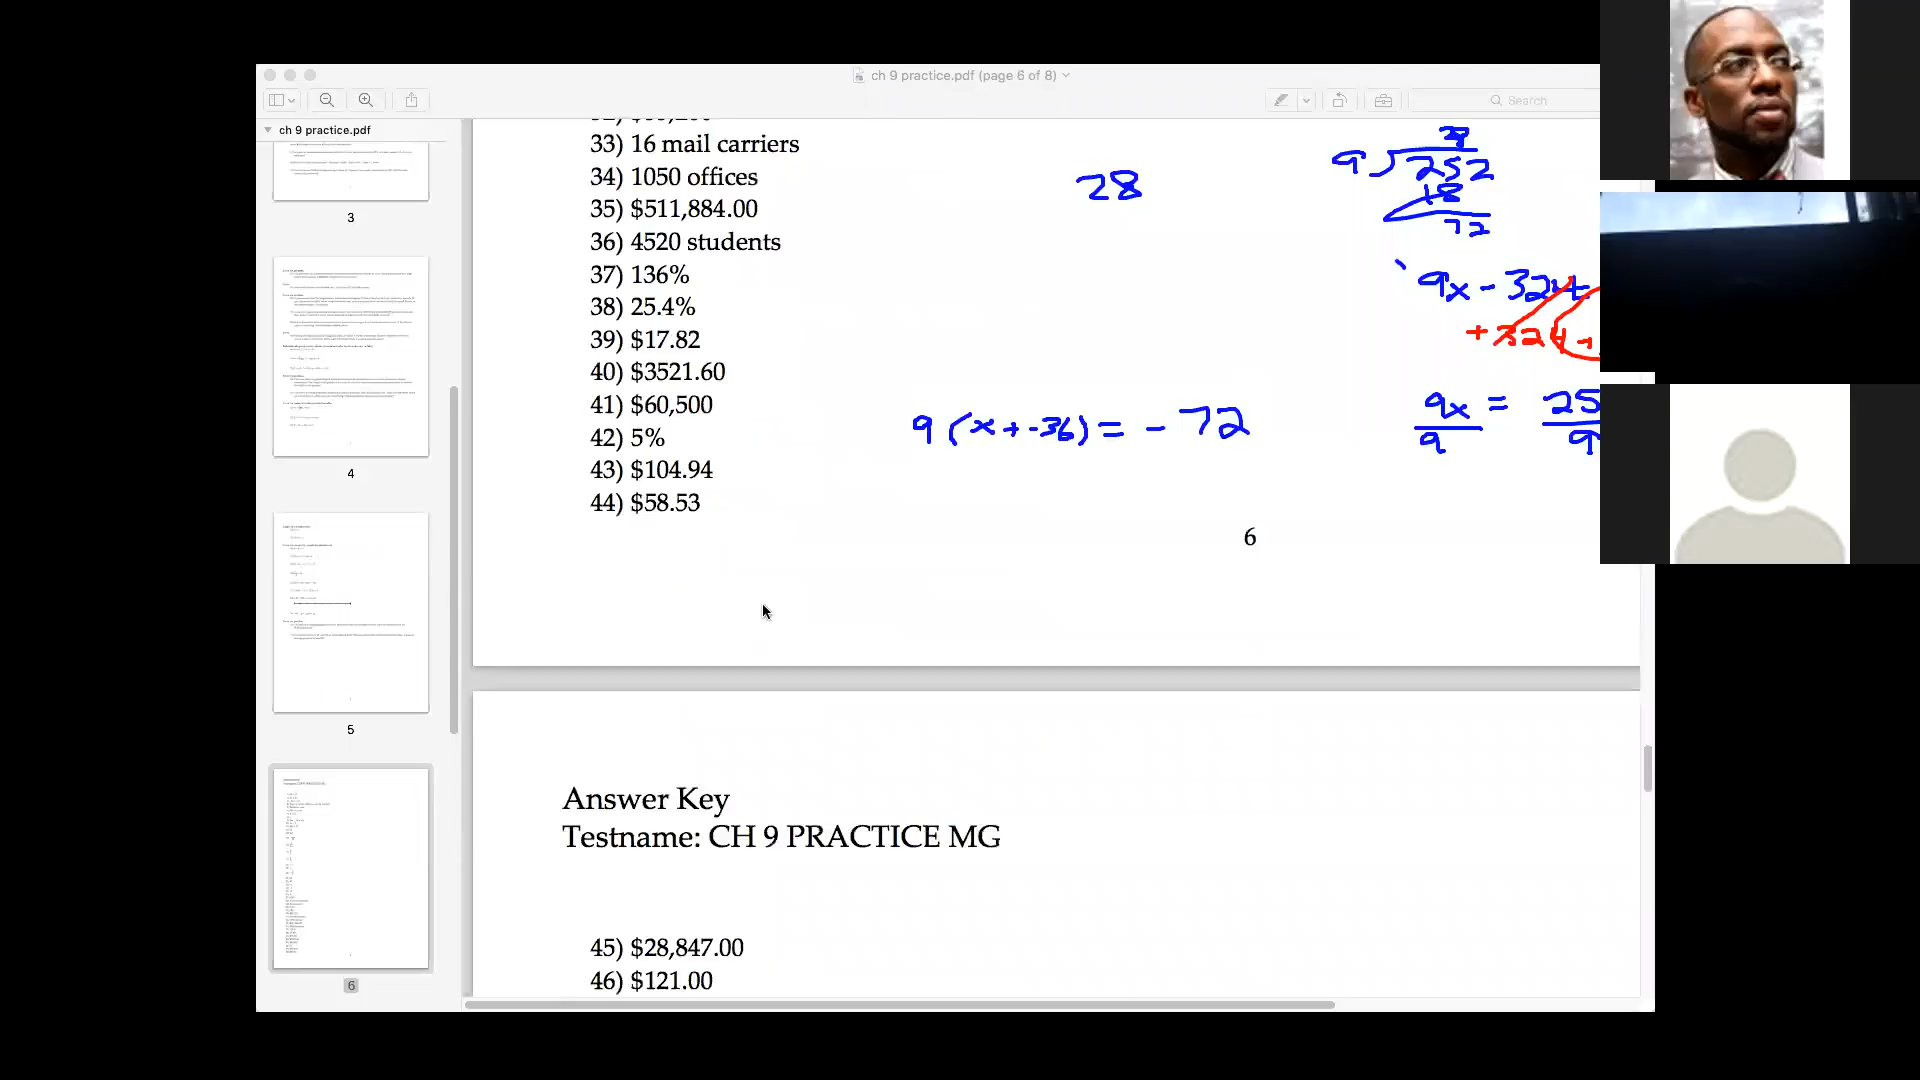 ch 9 practice.pdf (page 6 of 8)
Search
ch 9 practice.pdf
3
4
5
6
33) 16 mail carriers
34) 1050 offices
35) $511,884.00
36) 4520 students
37) 136%
38) 25.4%
39) $17.82
40) $3521.60
41) $60,500
42) 5%
43) $104.94
44) $58.53
28
9 252
18
72
9x - 324
+ 324 +
9x = 25
9 9
9 (x + -36) = - 72
6
Answer Key
Testname: CH 9 PRACTICE MG
45) $28,847.00
46) $121.00